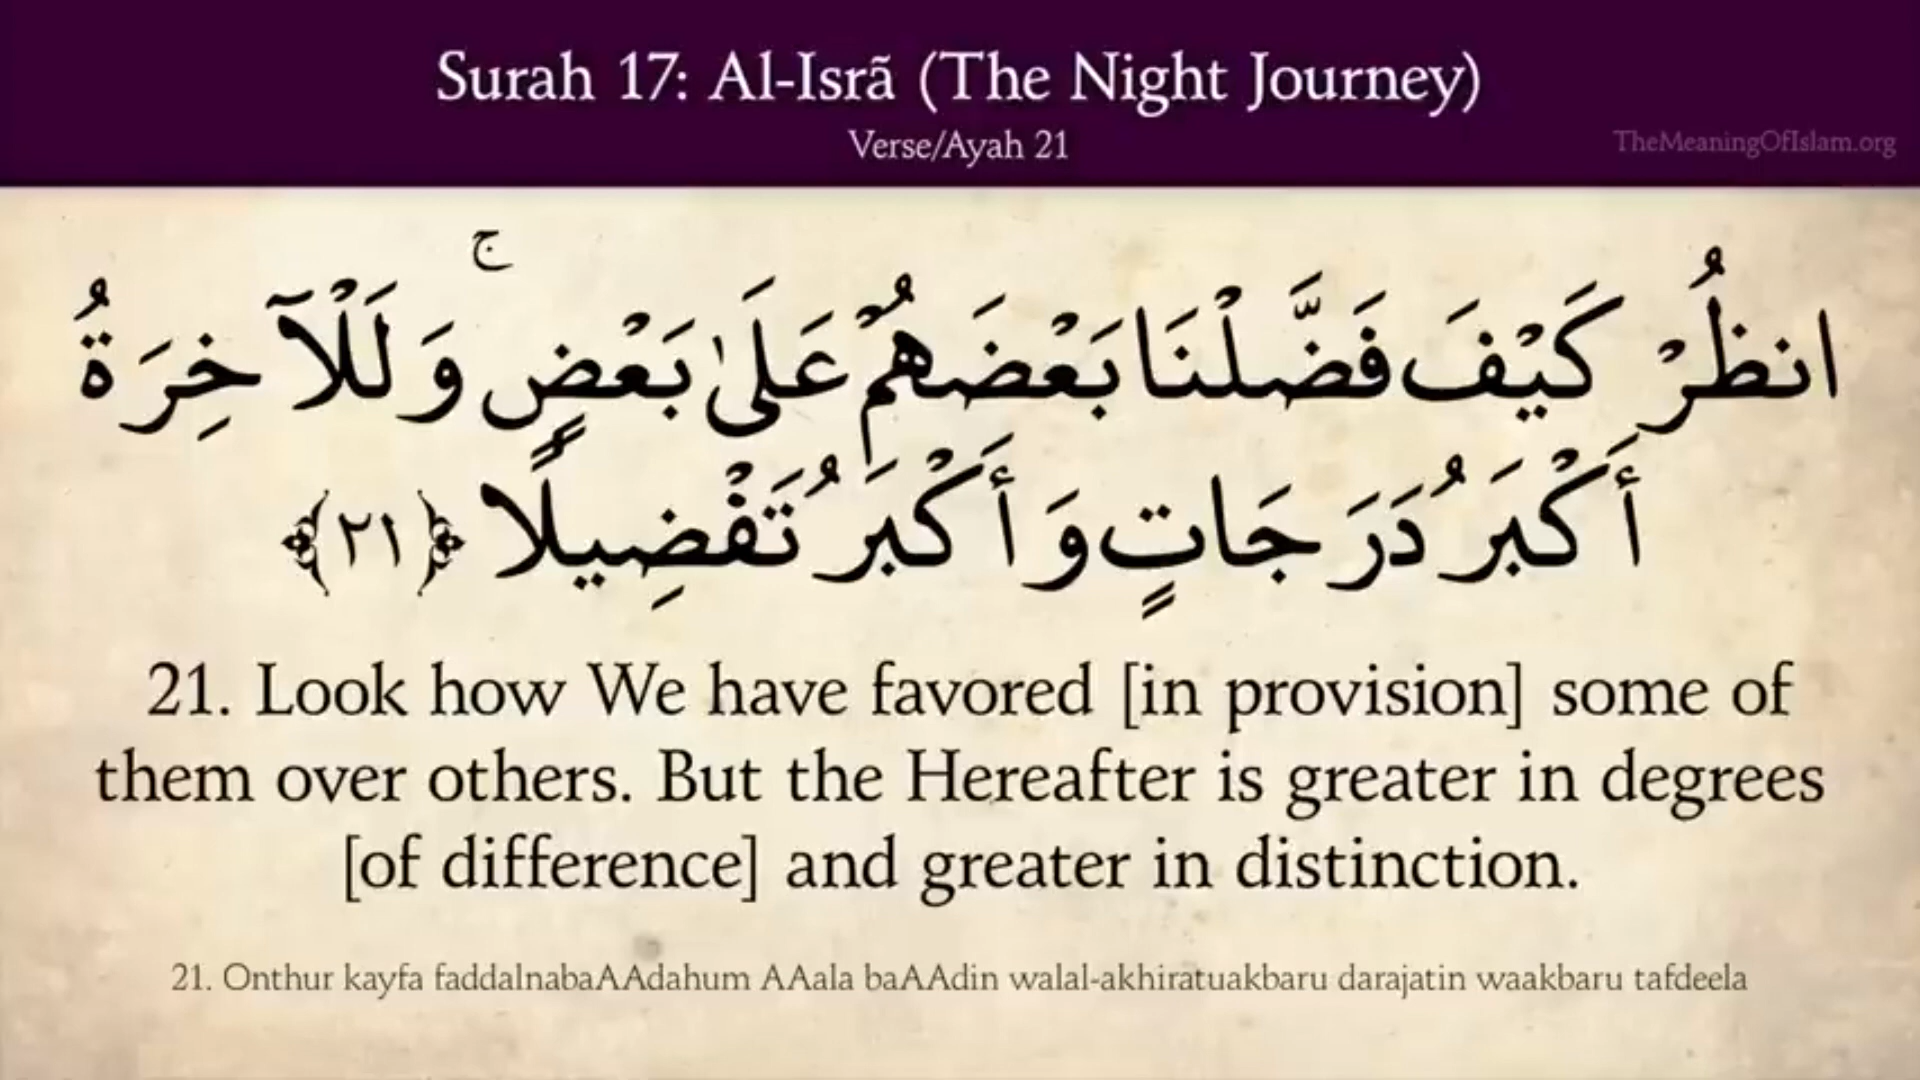 Surah 17: Al-Isrã (The Night Journey)
Verse/Ayah 21
TheMeaningOfIslam.org
انظُرْ كَيْفَ فَضَّلْنَا بَعْضَهُمْ عَلَىٰ بَعْضٍ ۚ وَلَلْآخِرَةُ
أَكْبَرُ دَرَجَاتٍ وَأَكْبَرُ تَفْضِيلًا ﴿٢١﴾
21. Look how We have favored [in provision] some of
them over others. But the Hereafter is greater in degrees
[of difference] and greater in distinction.
21. Onthur kayfa faddalnabaAAdahum AAala baAAdin walal-akhiratuakbaru darajatin waakbaru tafdeela